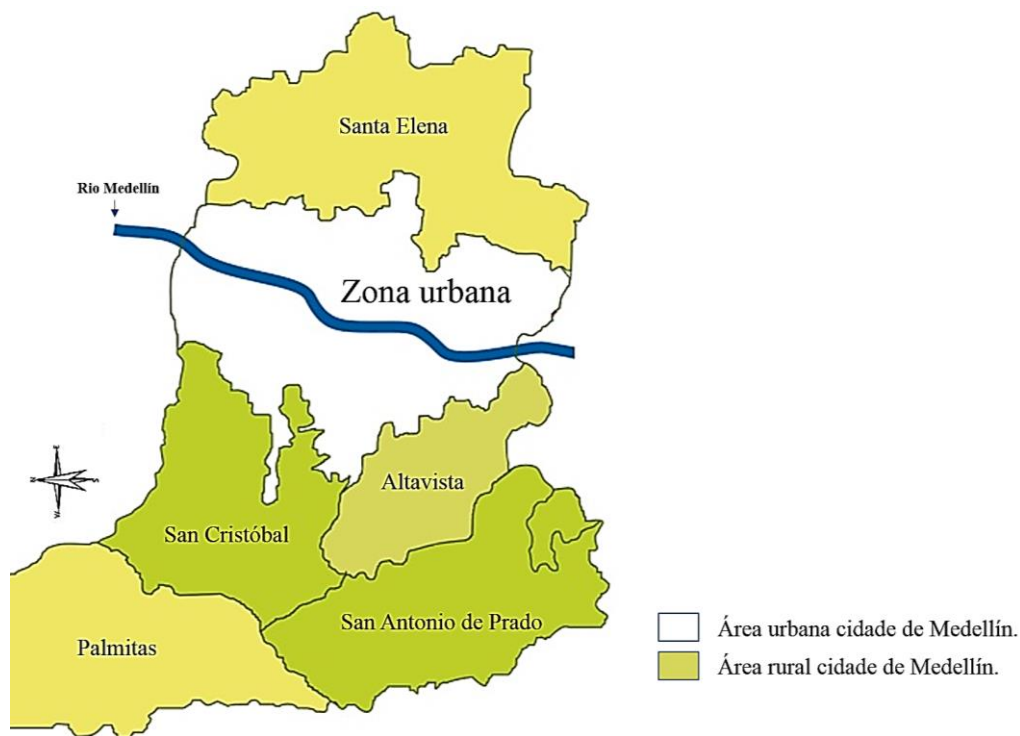 Santa Elena
Rio Medellín
Zona urbana
Altavista
San Cristóbal
San Antonio de Prado
Palmitas
Área urbana cidade de Medellín.
Área rural cidade de Medellín.